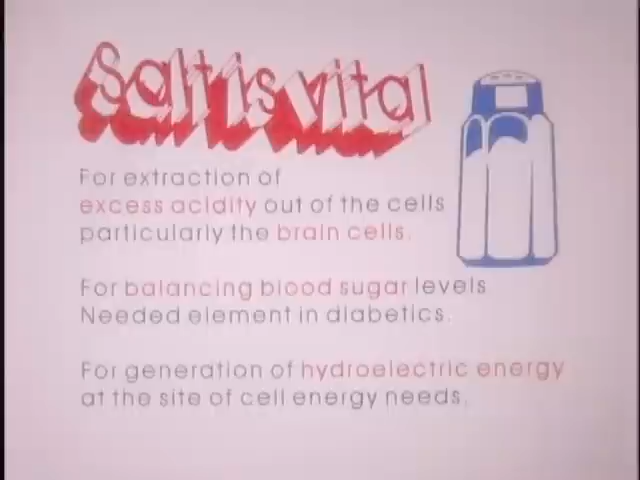 Salt is vital
For extraction of
excess acidity out of the cells
particularly the brain cells.
For balancing blood sugar levels
Needed element in diabetics.
For generation of hydroelectric energy
at the site of cell energy needs.